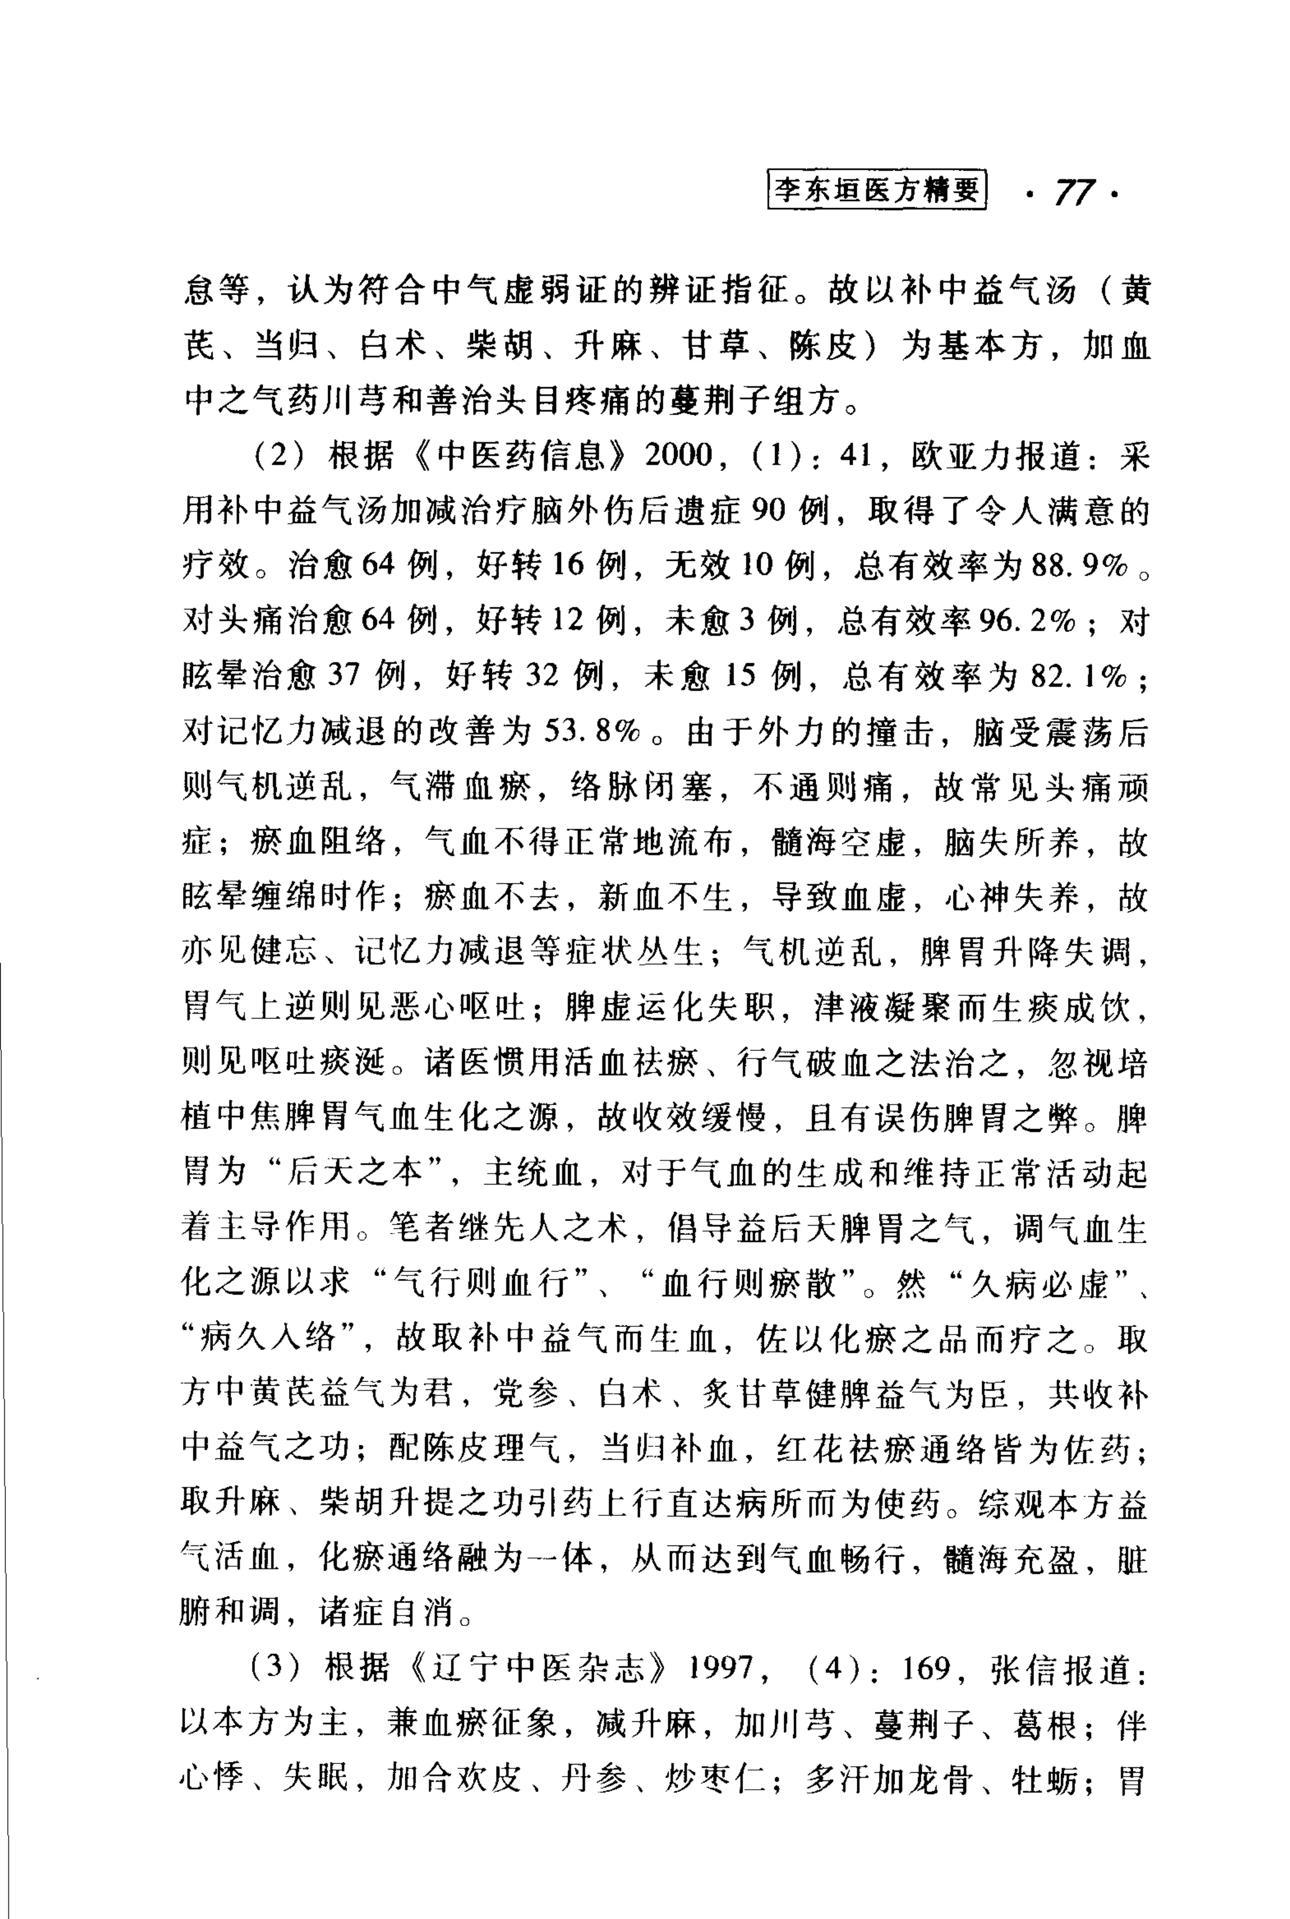 李东垣医方精要 · 77 ·
怠等，认为符合中气虚弱证的辨证指征。故以补中益气汤（黄
芪、当归、白术、柴胡、升麻、甘草、陈皮）为基本方，加血
中之气药川芎和善治头目疼痛的蔓荆子组方。
（2）根据《中医药信息》2000，（1）：41，欧亚力报道：采
用补中益气汤加减治疗脑外伤后遗症 90 例，取得了令人满意的
疗效。治愈 64 例，好转 16 例，无效 10 例，总有效率为 88.9%。
对头痛治愈 64 例，好转 12 例，未愈 3 例，总有效率 96.2%；对
眩晕治愈 37 例，好转 32 例，未愈 15 例，总有效率为 82.1%；
对记忆力减退的改善为 53.8%。由于外力的撞击，脑受震荡后
则气机逆乱，气滞血瘀，络脉闭塞，不通则痛，故常见头痛顽
症；瘀血阻络，气血不得正常地流布，髓海空虚，脑失所养，故
眩晕缠绵时作；瘀血不去，新血不生，导致血虚，心神失养，故
亦见健忘、记忆力减退等症状丛生；气机逆乱，脾胃升降失调，
胃气上逆则见恶心呕吐；脾虚运化失职，津液凝聚而生痰成饮，
则见呕吐痰涎。诸医惯用活血祛瘀、行气破血之法治之，忽视培
植中焦脾胃气血生化之源，故收效缓慢，且有误伤脾胃之弊。脾
胃为“后天之本”，主统血，对于气血的生成和维持正常活动起
着主导作用。笔者继先人之术，倡导益后天脾胃之气，调气血生
化之源以求“气行则血行”、“血行则瘀散”。然“久病必虚”、
“病久入络”，故取补中益气而生血，佐以化瘀之品而疗之。取
方中黄芪益气为君，党参、白术、炙甘草健脾益气为臣，共收补
中益气之功；配陈皮理气，当归补血，红花祛瘀通络皆为佐药；
取升麻、柴胡升提之功引药上行直达病所而为使药。综观本方益
气活血，化瘀通络融为一体，从而达到气血畅行，髓海充盈，脏
腑和调，诸症自消。
（3）根据《辽宁中医杂志》1997，（4）：169，张信报道：
以本方为主，兼血瘀征象，减升麻，加川芎、蔓荆子、葛根；伴
心悸、失眠，加合欢皮、丹参、炒枣仁；多汗加龙骨、牡蛎；胃